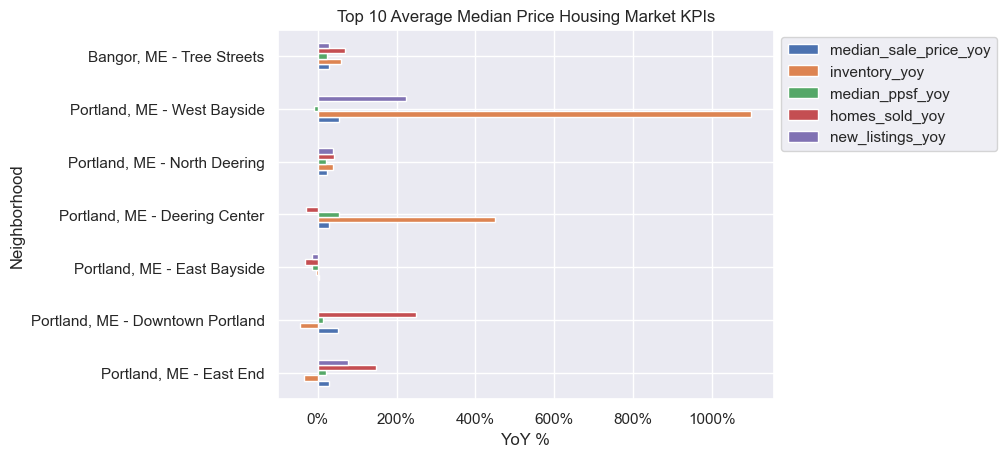 Top 10 Average Median Price Housing Market KPIs
Neighborhood
Bangor, ME - Tree Streets
Portland, ME - West Bayside
Portland, ME - North Deering
Portland, ME - Deering Center
Portland, ME - East Bayside
Portland, ME - Downtown Portland
Portland, ME - East End
0% 200% 400% 600% 800% 1000%
YoY %
median_sale_price_yoy
inventory_yoy
median_ppsf_yoy
homes_sold_yoy
new_listings_yoy